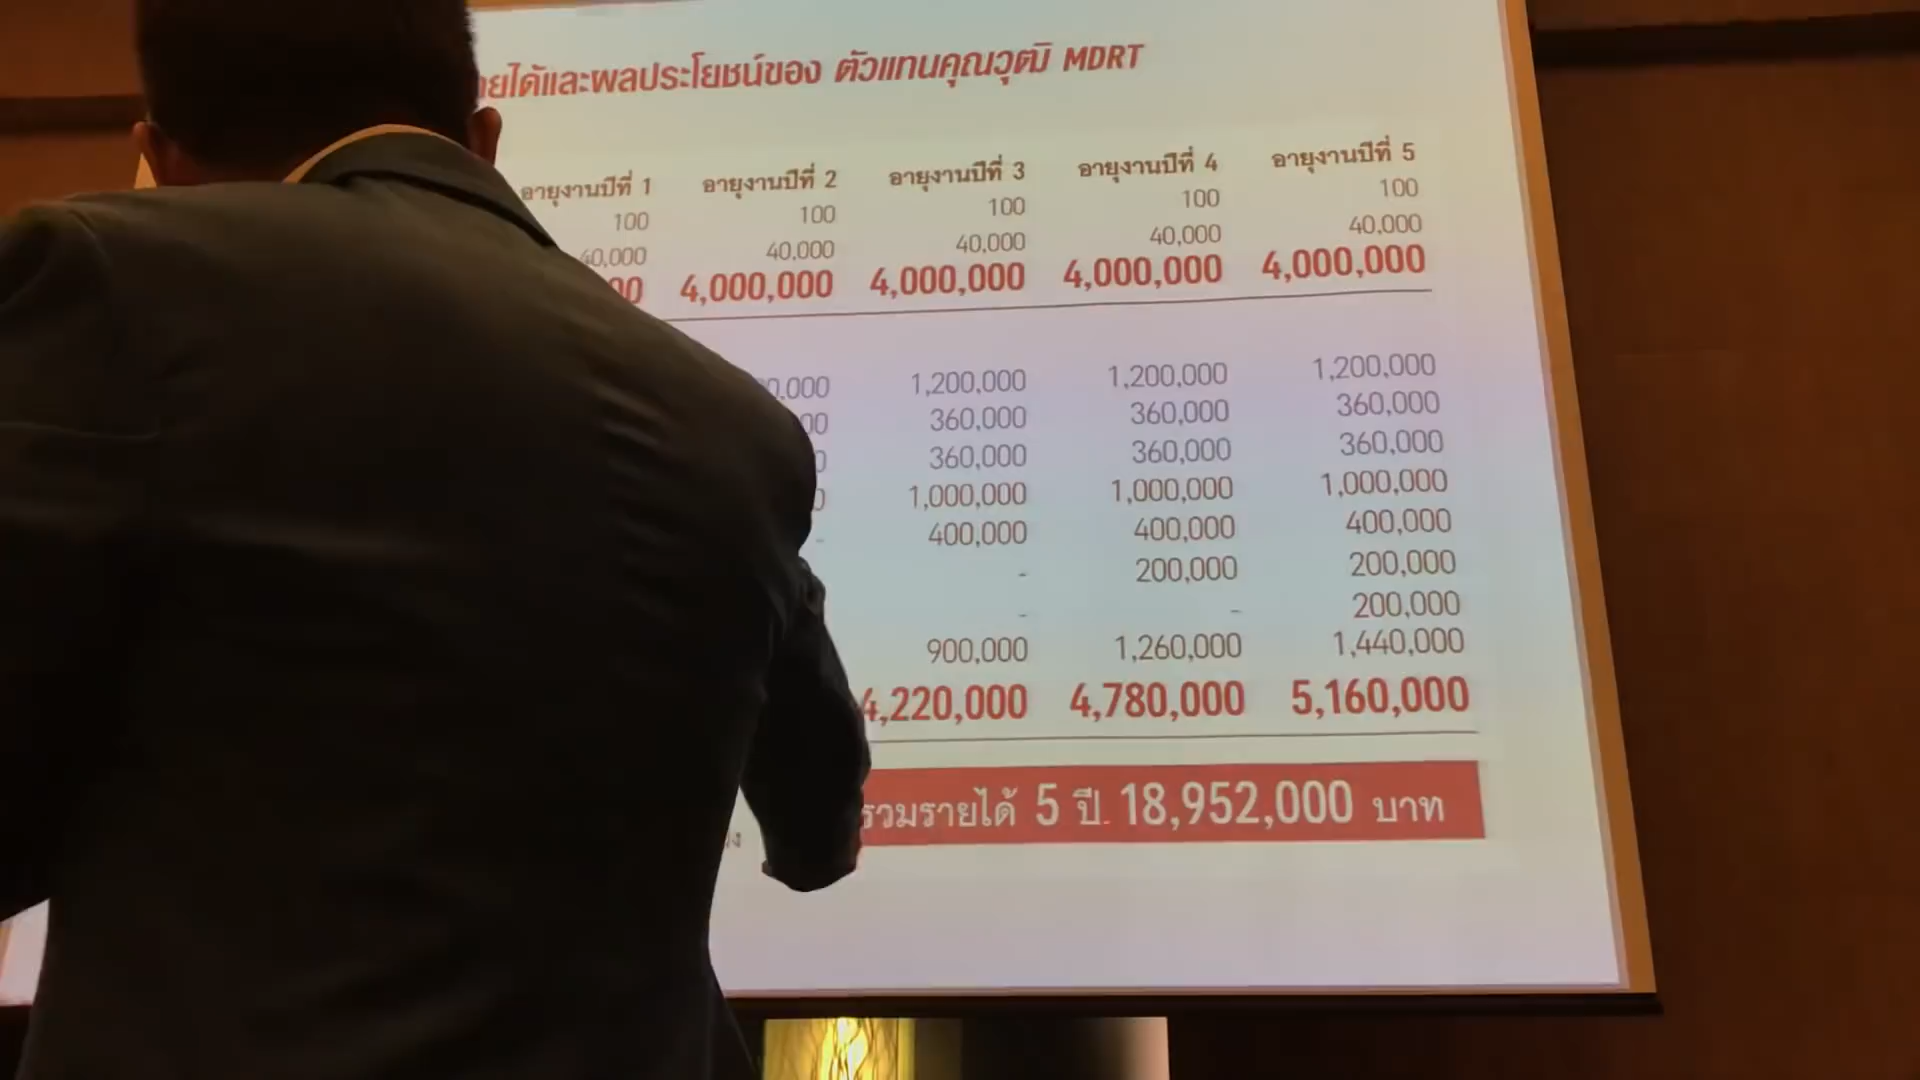 ยได้และผลประโยชน์ของ ตัวแทนคุณวุฒิ MDRT
อายุงานปีที่ 1 อายุงานปีที่ 2 อายุงานปีที่ 3 อายุงานปีที่ 4 อายุงานปีที่ 5
100 100 100 100 100
40,000 40,000 40,000 40,000 40,000
00 4,000,000 4,000,000 4,000,000 4,000,000
0,000 1,200,000 1,200,000 1,200,000
00 360,000 360,000 360,000
0 360,000 360,000 360,000
0 1,000,000 1,000,000 1,000,000
- 400,000 400,000 400,000
- 200,000 200,000
- - 200,000
900,000 1,260,000 1,440,000
4,220,000 4,780,000 5,160,000
รวมรายได้ 5 ปี. 18,952,000 บาท